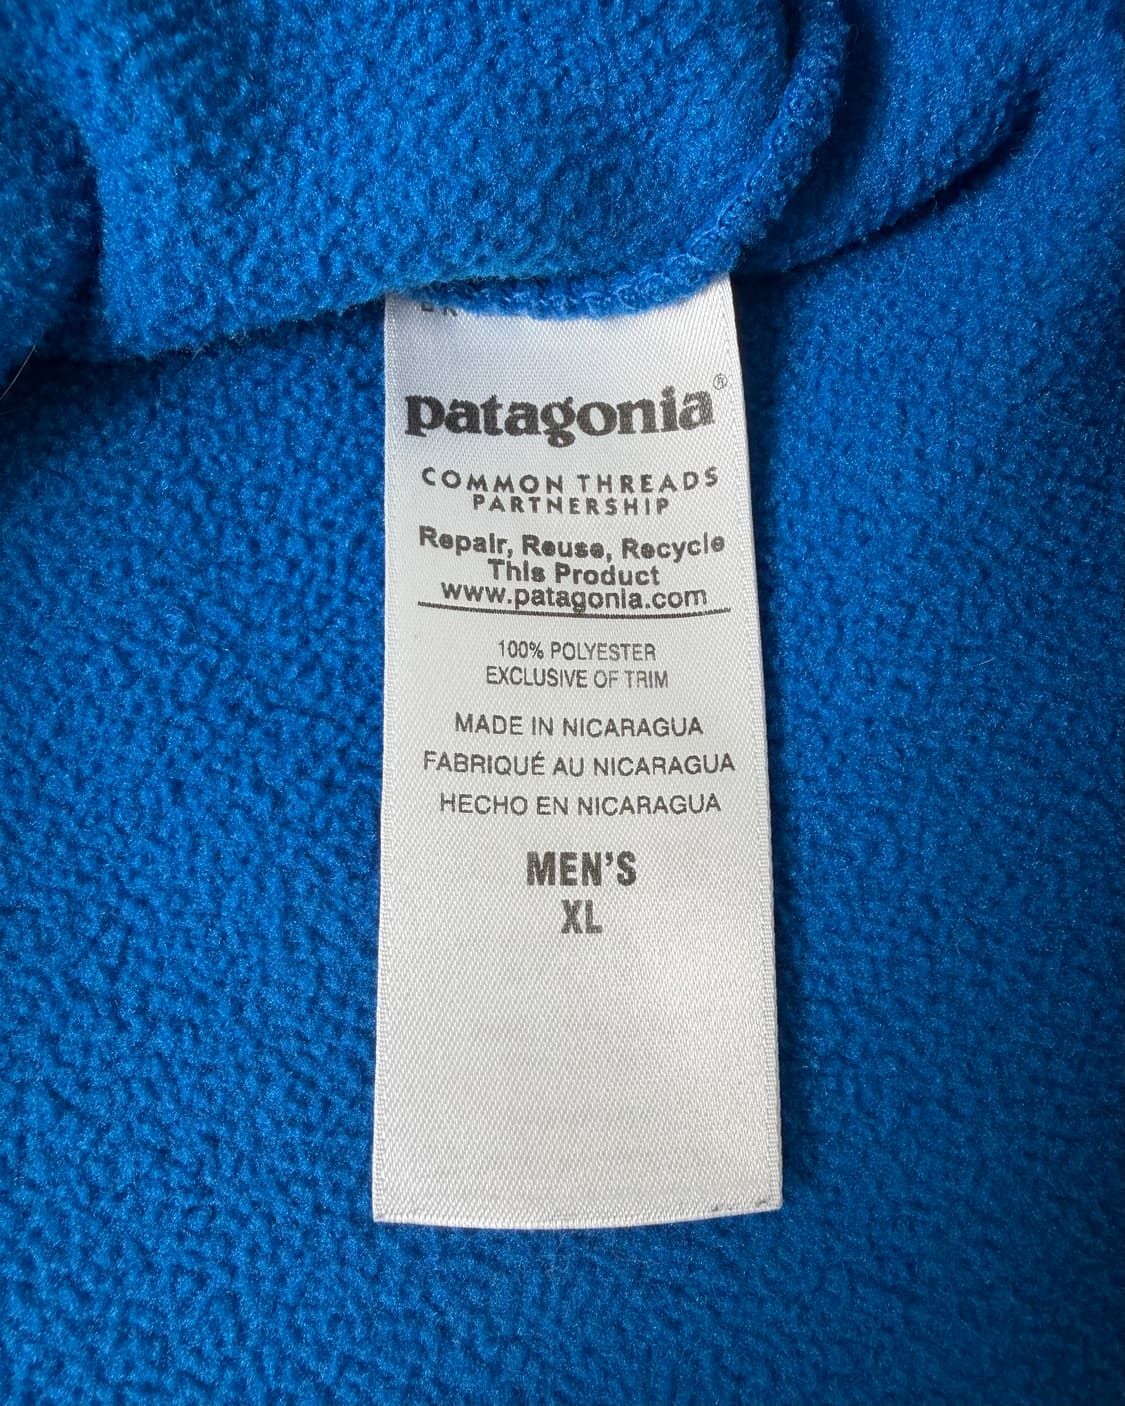 patagonia®
COMMON THREADS
PARTNERSHIP
Repair, Reuse, Recycle
This Product
www.patagonia.com
100% POLYESTER
EXCLUSIVE OF TRIM
MADE IN NICARAGUA
FABRIQUÉ AU NICARAGUA
HECHO EN NICARAGUA
MEN'S
XL